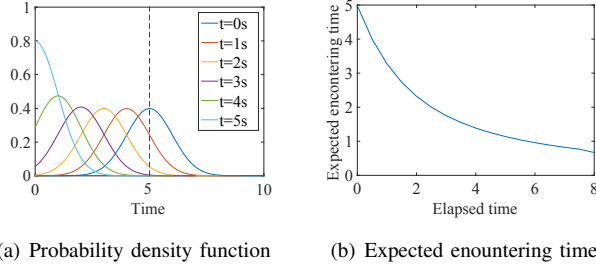 1
0.8
0.6
0.4
0.2
0
0 5 10
Time
t=0s
t=1s
t=2s
t=3s
t=4s
t=5s
Expected encontering time
5
4
3
2
1
0
0 2 4 6 8
Elapsed time
(a) Probability density function
(b) Expected enountering time